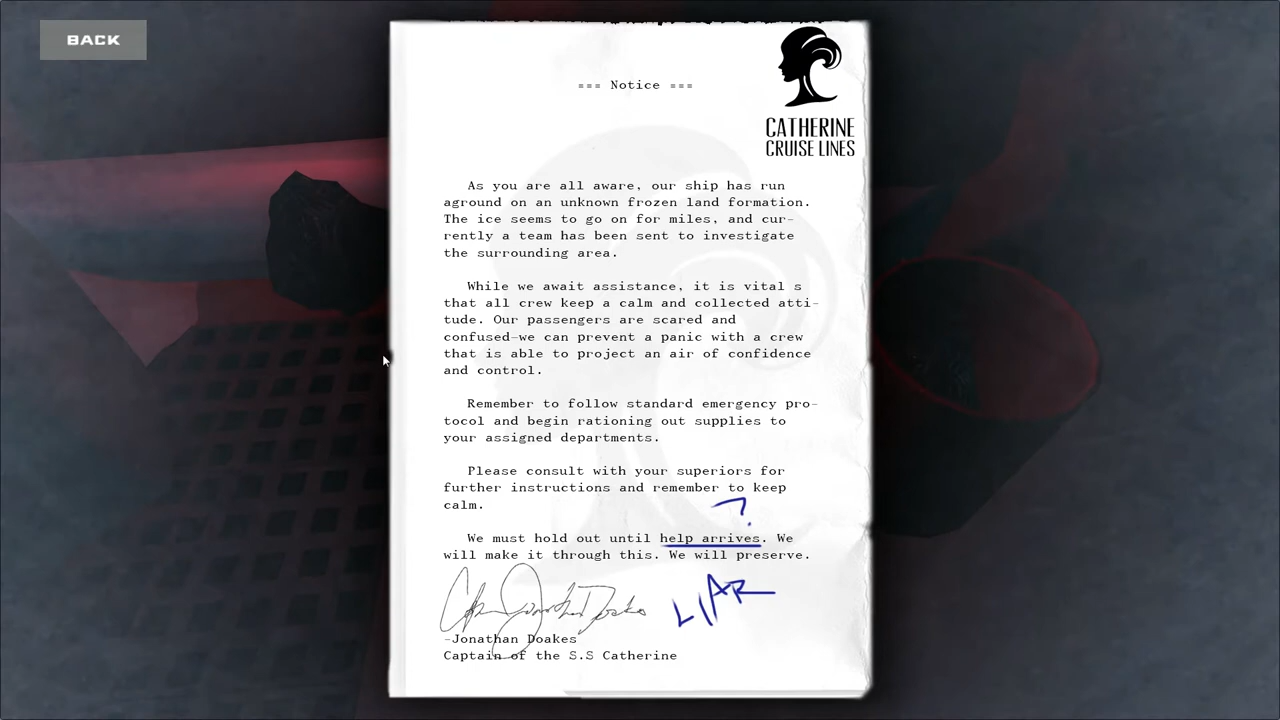 BACK
=== Notice ===
CATHERINE
CRUISE LINES
As you are all aware, our ship has run
aground on an unknown frozen land formation.
The ice seems to go on for miles, and cur-
rently a team has been sent to investigate
the surrounding area.
While we await assistance, it is vital s
that all crew keep a calm and collected atti-
tude. Our passengers are scared and
confused—we can prevent a panic with a crew
that is able to project an air of confidence
and control.
Remember to follow standard emergency pro-
tocol and begin rationing out supplies to
your assigned departments.
Please consult with your superiors for
further instructions and remember to keep
calm.
?
We must hold out until help arrives. We
will make it through this. We will preserve.
LIAR
-Jonathan Doakes
Captain of the S.S Catherine